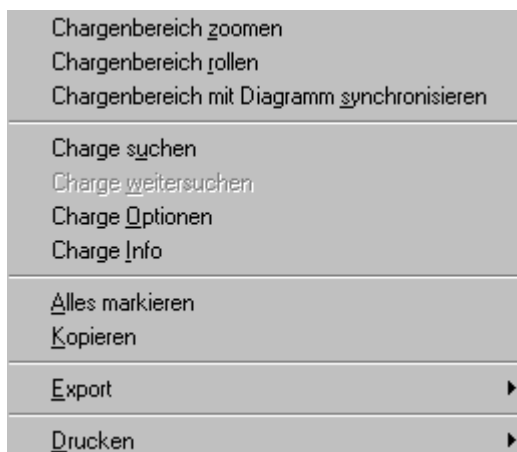 Chargenbereich zoomen
Chargenbereich rollen
Chargenbereich mit Diagramm synchronisieren
Charge suchen
Charge weitersuchen
Charge Optionen
Charge Info
Alles markieren
Kopieren
Export
Drucken